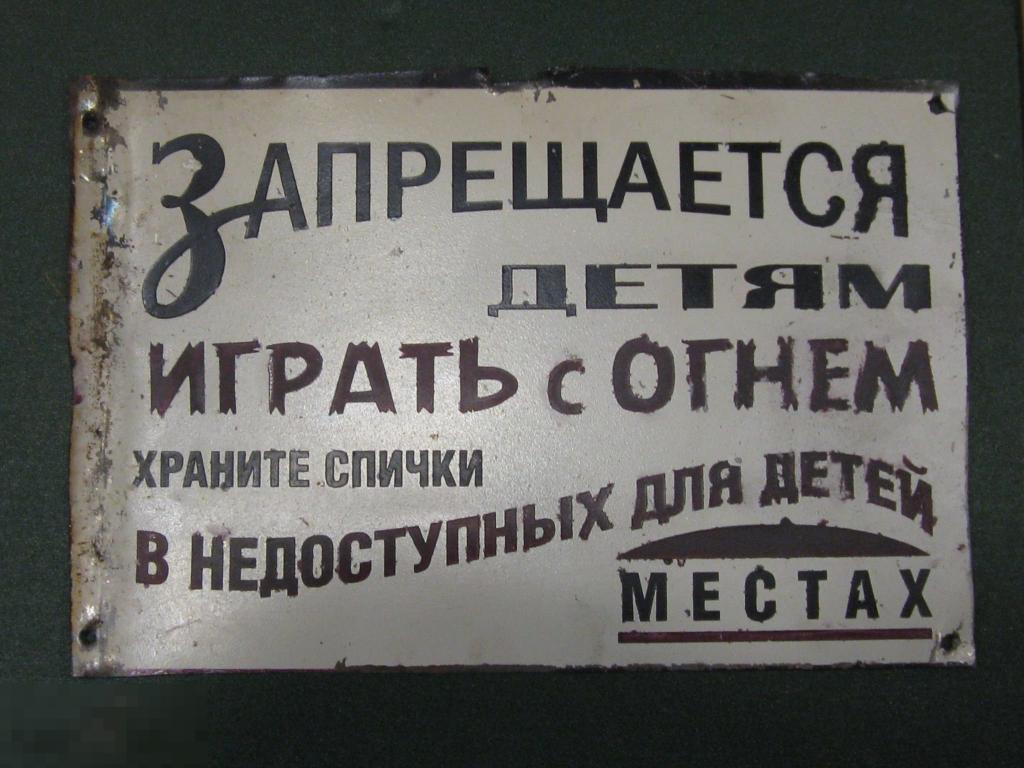 ЗАПРЕЩАЕТСЯ
ДЕТЯМ
ИГРАТЬ с ОГНЕМ
ХРАНИТЕ СПИЧКИ
В НЕДОСТУПНЫХ ДЛЯ ДЕТЕЙ
МЕСТАХ